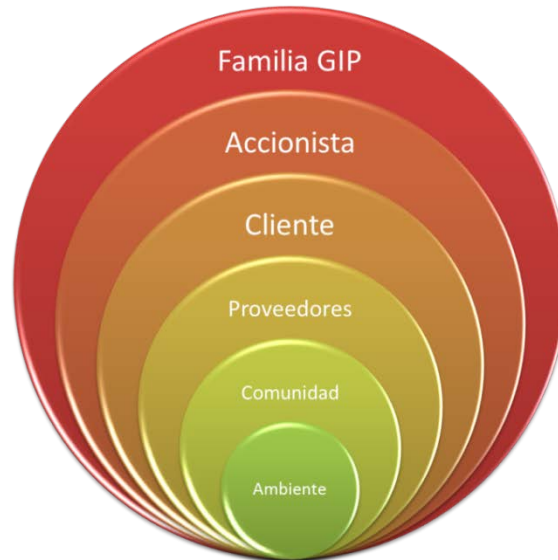 Familia GIP
Accionista
Cliente
Proveedores
Comunidad
Ambiente